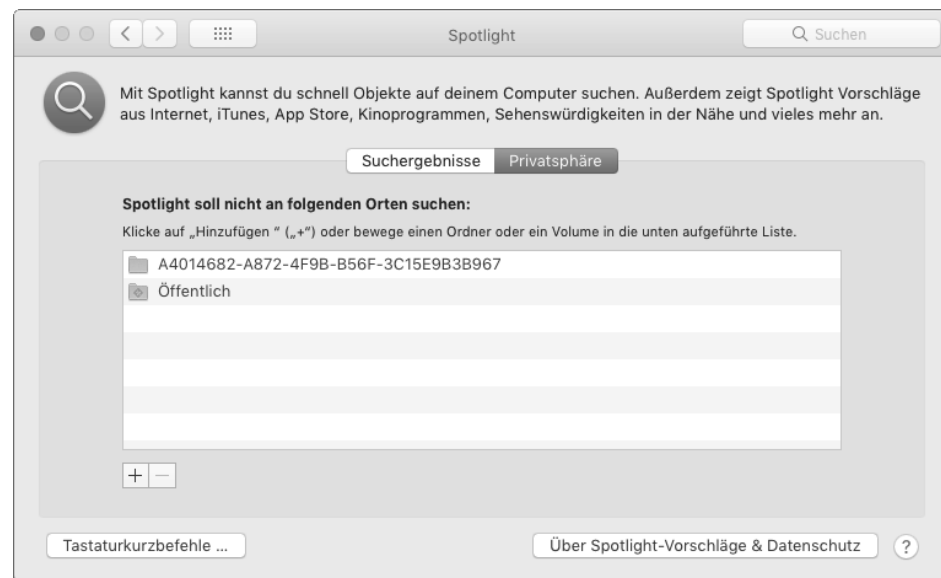 Spotlight
Suchen
Mit Spotlight kannst du schnell Objekte auf deinem Computer suchen. Außerdem zeigt Spotlight Vorschläge
aus Internet, iTunes, App Store, Kinoprogrammen, Sehenswürdigkeiten in der Nähe und vieles mehr an.
Suchergebnisse Privatsphäre
Spotlight soll nicht an folgenden Orten suchen:
Klicke auf „Hinzufügen “ („+“) oder bewege einen Ordner oder ein Volume in die unten aufgeführte Liste.
A4014682-A872-4F9B-B56F-3C15E9B3B967
Öffentlich
+ −
Tastaturkurzbefehle ... Über Spotlight-Vorschläge & Datenschutz ?